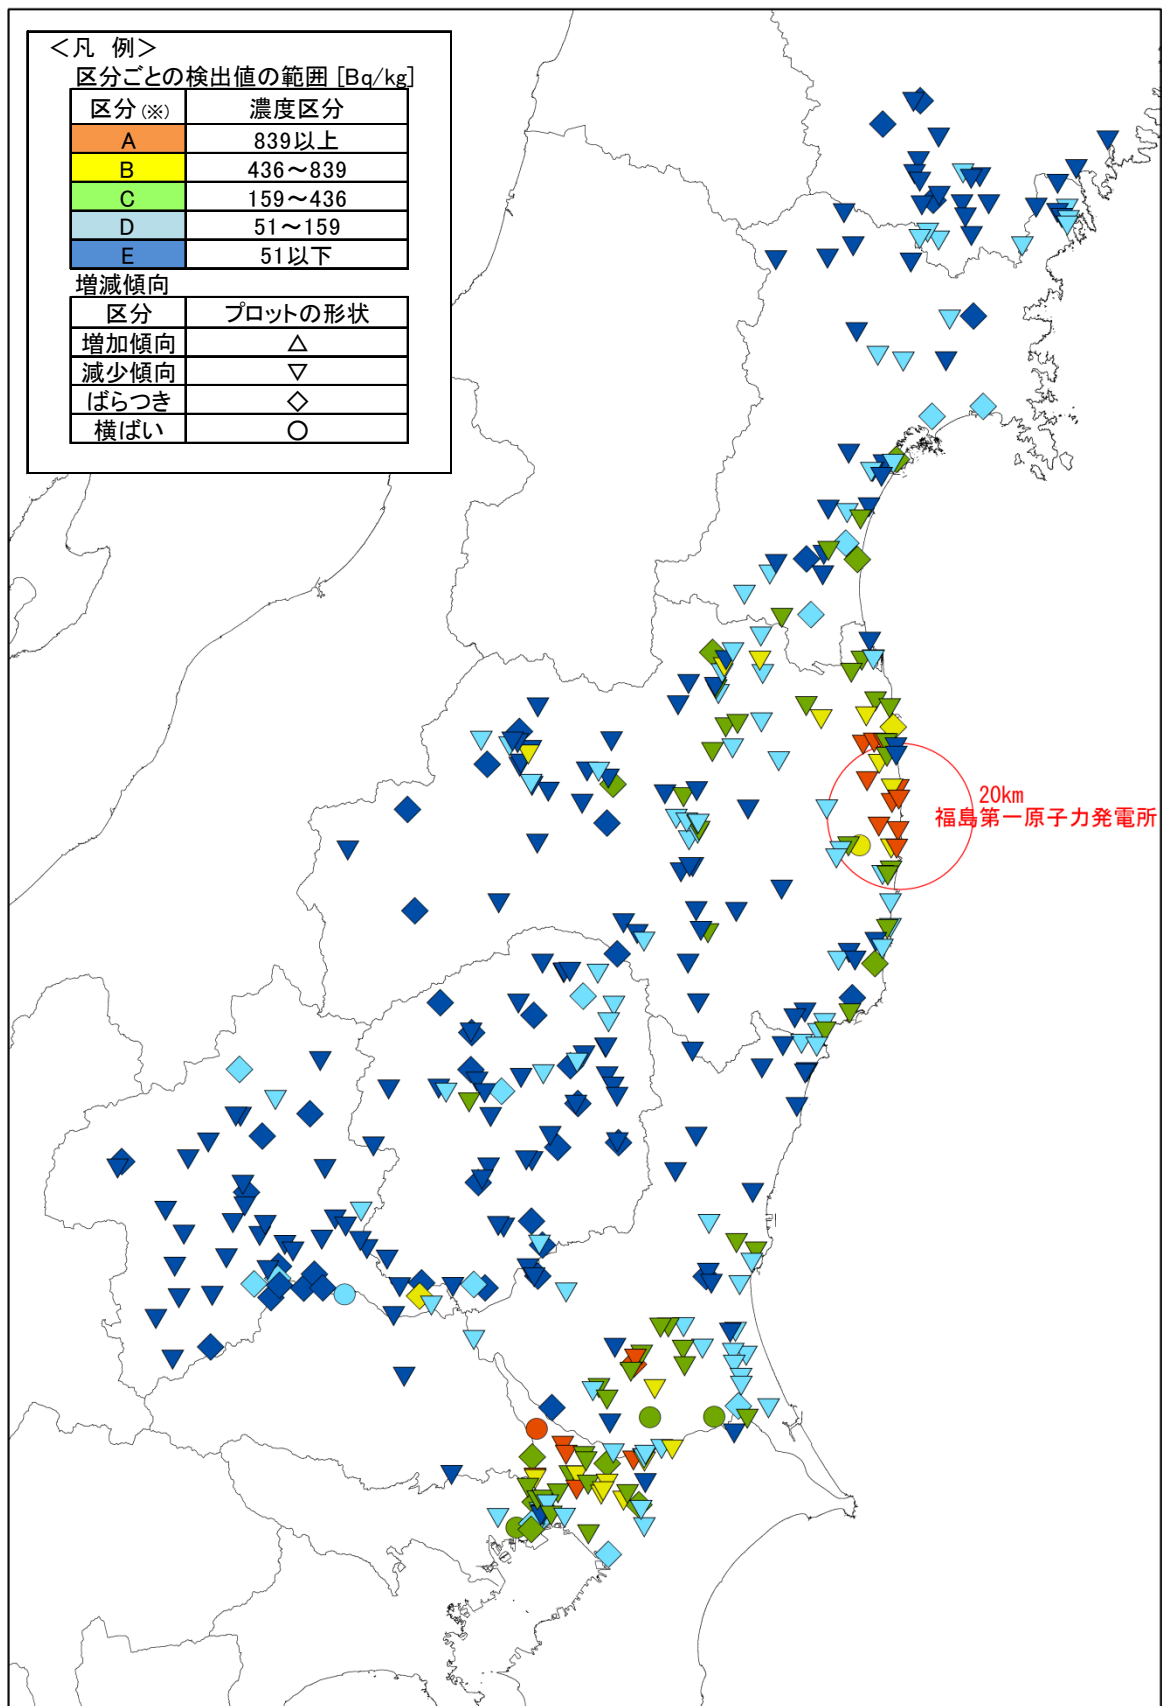 ＜凡 例＞
区分ごとの検出値の範囲 [Bq/kg]
区分(※) 濃度区分
A 839以上
B 436～839
C 159～436
D 51～159
E 51以下
増減傾向
区分 プロットの形状
増加傾向 △
減少傾向 ▽
ばらつき ◇
横ばい ○
20km
福島第一原子力発電所